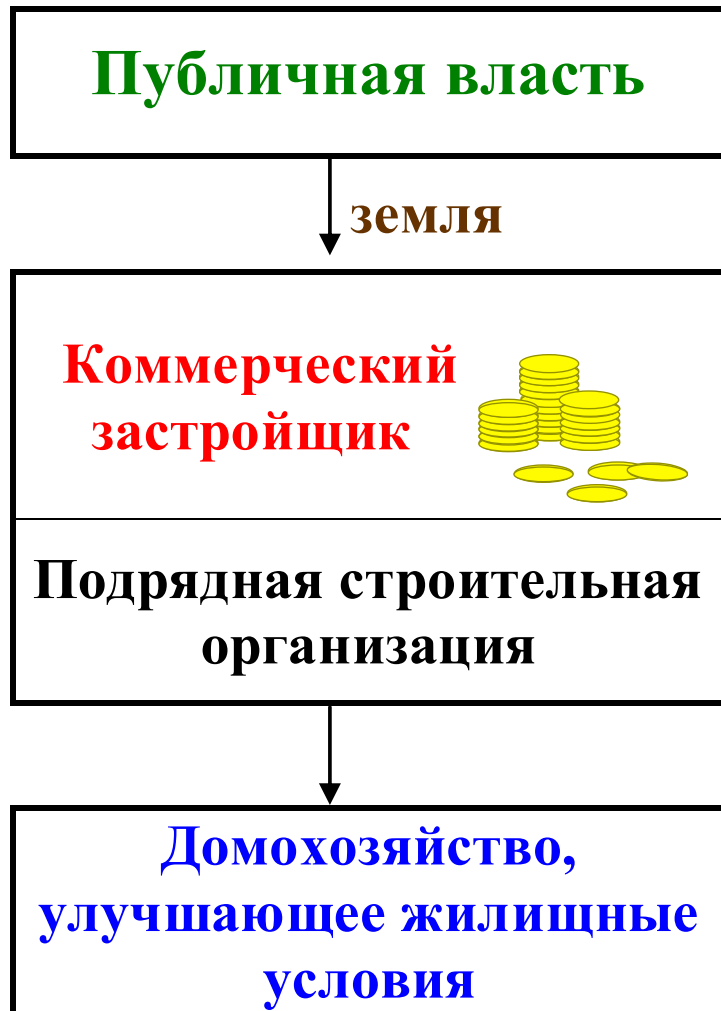 Публичная власть
земля
Коммерческий
застройщик
Подрядная строительная
организация
Домохозяйство,
улучшающее жилищные
условия